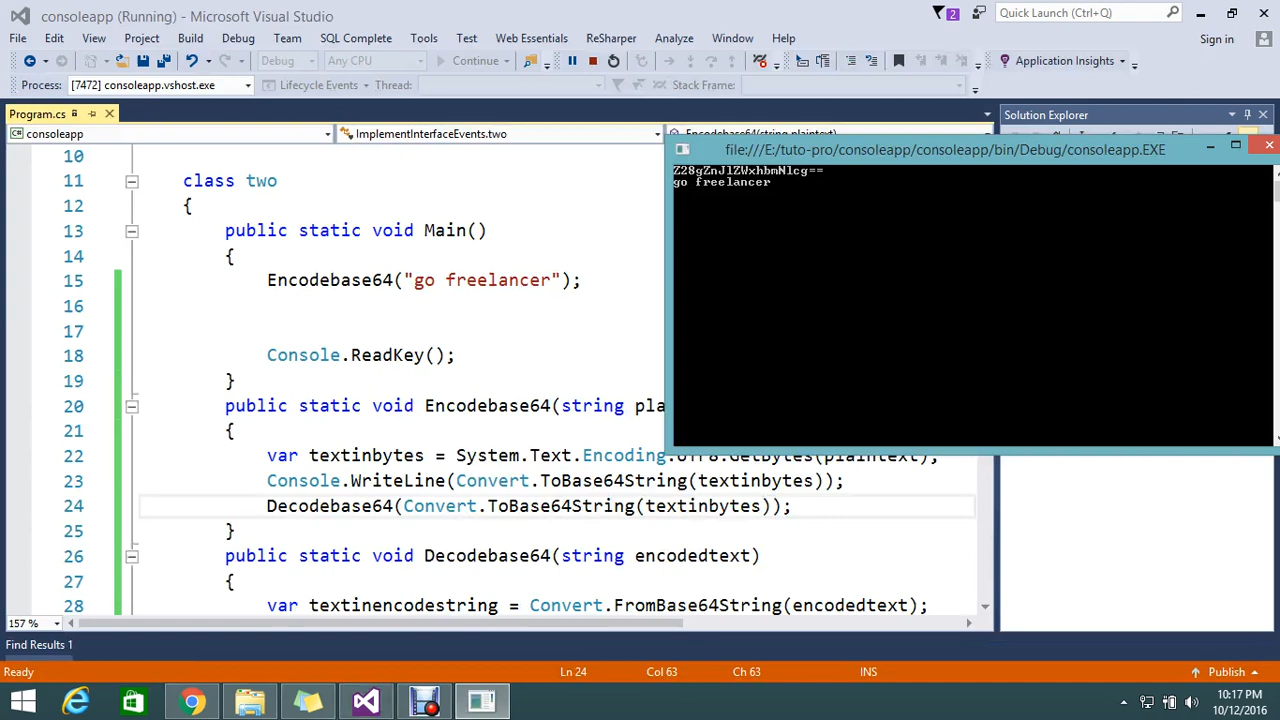 consoleapp (Running) - Microsoft Visual Studio
2
Quick Launch (Ctrl+Q)
File Edit View Project Build Debug Team SQL Complete Tools Test Web Essentials ReSharper Analyze Window Help
Sign in
Debug Any CPU Continue Application Insights
Process: [7472] consoleapp.vshost.exe Lifecycle Events Thread: Stack Frame:
Program.cs
Solution Explorer
consoleapp
ImplementInterfaceEvents.two
Encodebase64(string plaintext)
file:///E:/tuto-pro/consoleapp/consoleapp/bin/Debug/consoleapp.EXE
Z28gZnJlZWxhbmNlcg==
go freelancer
10
11 class two
12 {
13 public static void Main()
14 {
15 Encodebase64("go freelancer");
16
17
18 Console.ReadKey();
19 }
20 public static void Encodebase64(string pla
21 {
22 var textinbytes = System.Text.Encoding.UTF8.GetBytes(plaintext);
23 Console.WriteLine(Convert.ToBase64String(textinbytes));
24 Decodebase64(Convert.ToBase64String(textinbytes));
25 }
26 public static void Decodebase64(string encodedtext)
27 {
28 var textinencodestring = Convert.FromBase64String(encodedtext);
157 %
Find Results 1
Ready Ln 24 Col 63 Ch 63 INS Publish
10:17 PM
10/12/2016